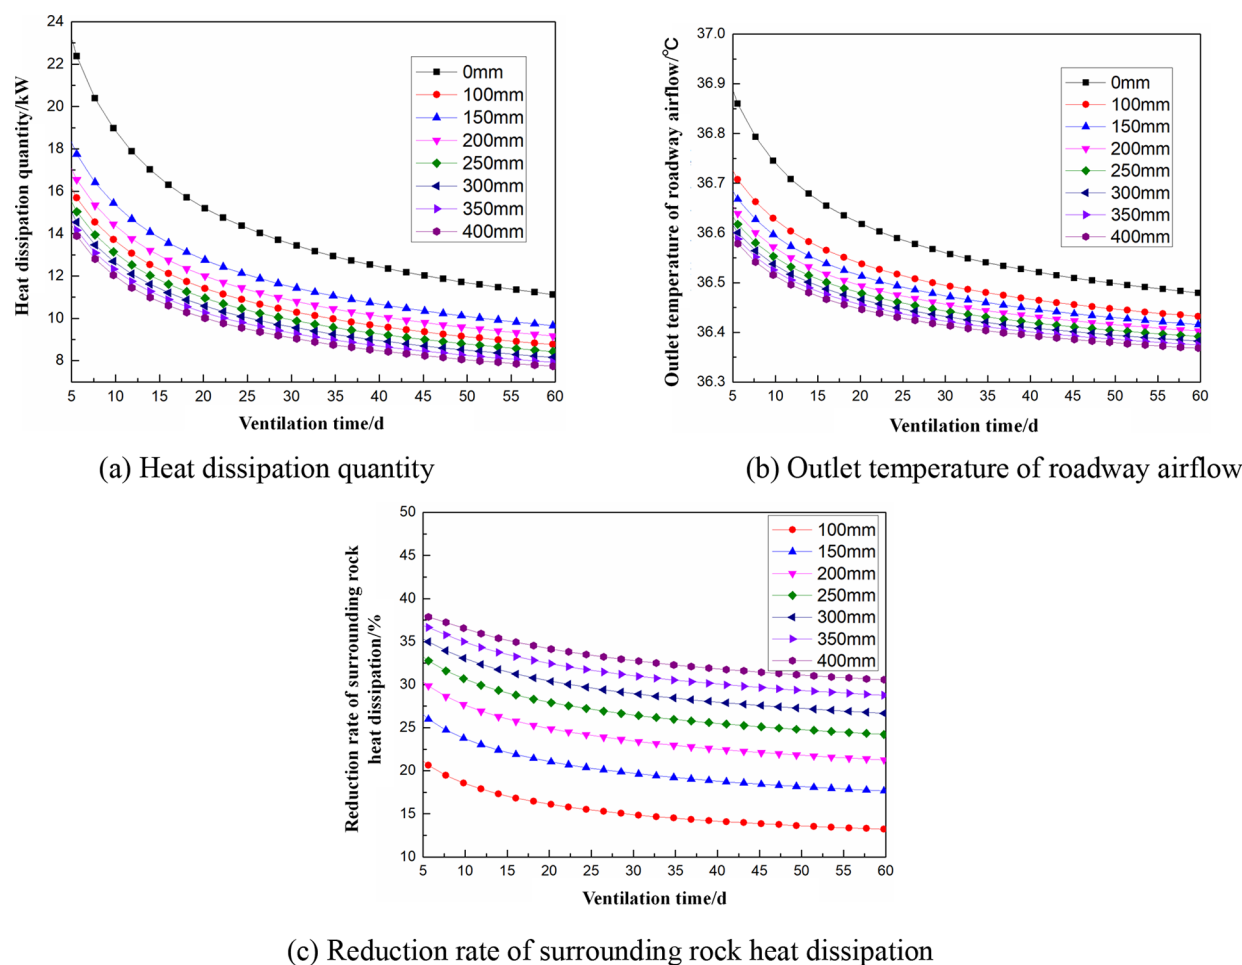 24
22
20
18
16
14
12
10
8
Heat dissipation quantity/kW
0mm
100mm
150mm
200mm
250mm
300mm
350mm
400mm
5 10 15 20 25 30 35 40 45 50 55 60
Ventilation time/d
(a) Heat dissipation quantity
37.0
36.9
36.8
36.7
36.6
36.5
36.4
36.3
Outlet temperature of roadway airflow/℃
0mm
100mm
150mm
200mm
250mm
300mm
350mm
400mm
5 10 15 20 25 30 35 40 45 50 55 60
Ventilation time/d
(b) Outlet temperature of roadway airflow
50
45
40
35
30
25
20
15
10
Reduction rate of surrounding rock
heat dissipation/%
100mm
150mm
200mm
250mm
300mm
350mm
400mm
5 10 15 20 25 30 35 40 45 50 55 60
Ventilation time/d
(c) Reduction rate of surrounding rock heat dissipation